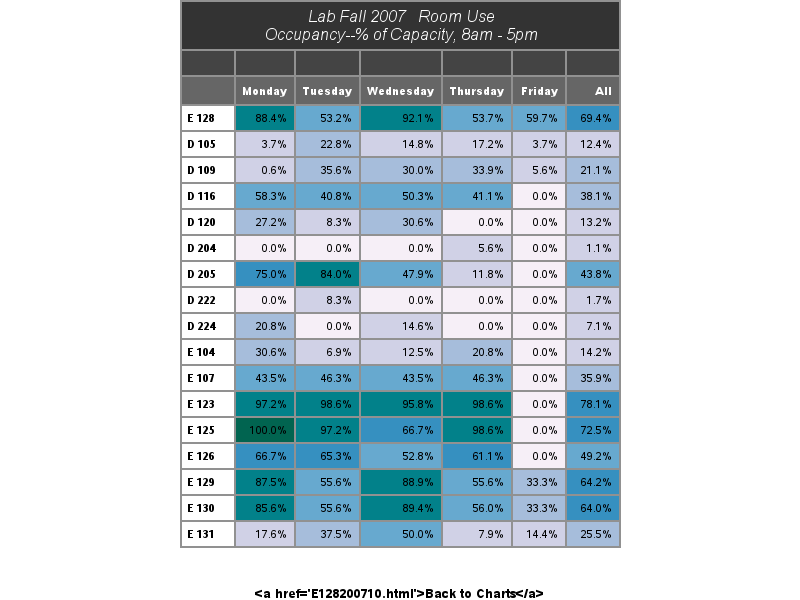 Lab Fall 2007 Room Use
Occupancy--% of Capacity, 8am - 5pm
Monday Tuesday Wednesday Thursday Friday All
E 128 88.4% 53.2% 92.1% 53.7% 59.7% 69.4%
D 105 3.7% 22.8% 14.8% 17.2% 3.7% 12.4%
D 109 0.6% 35.6% 30.0% 33.9% 5.6% 21.1%
D 116 58.3% 40.8% 50.3% 41.1% 0.0% 38.1%
D 120 27.2% 8.3% 30.6% 0.0% 0.0% 13.2%
D 204 0.0% 0.0% 0.0% 5.6% 0.0% 1.1%
D 205 75.0% 84.0% 47.9% 11.8% 0.0% 43.8%
D 222 0.0% 8.3% 0.0% 0.0% 0.0% 1.7%
D 224 20.8% 0.0% 14.6% 0.0% 0.0% 7.1%
E 104 30.6% 6.9% 12.5% 20.8% 0.0% 14.2%
E 107 43.5% 46.3% 43.5% 46.3% 0.0% 35.9%
E 123 97.2% 98.6% 95.8% 98.6% 0.0% 78.1%
E 125 100.0% 97.2% 66.7% 98.6% 0.0% 72.5%
E 126 66.7% 65.3% 52.8% 61.1% 0.0% 49.2%
E 129 87.5% 55.6% 88.9% 55.6% 33.3% 64.2%
E 130 85.6% 55.6% 89.4% 56.0% 33.3% 64.0%
E 131 17.6% 37.5% 50.0% 7.9% 14.4% 25.5%
<a href='E128200710.html'>Back to Charts</a>